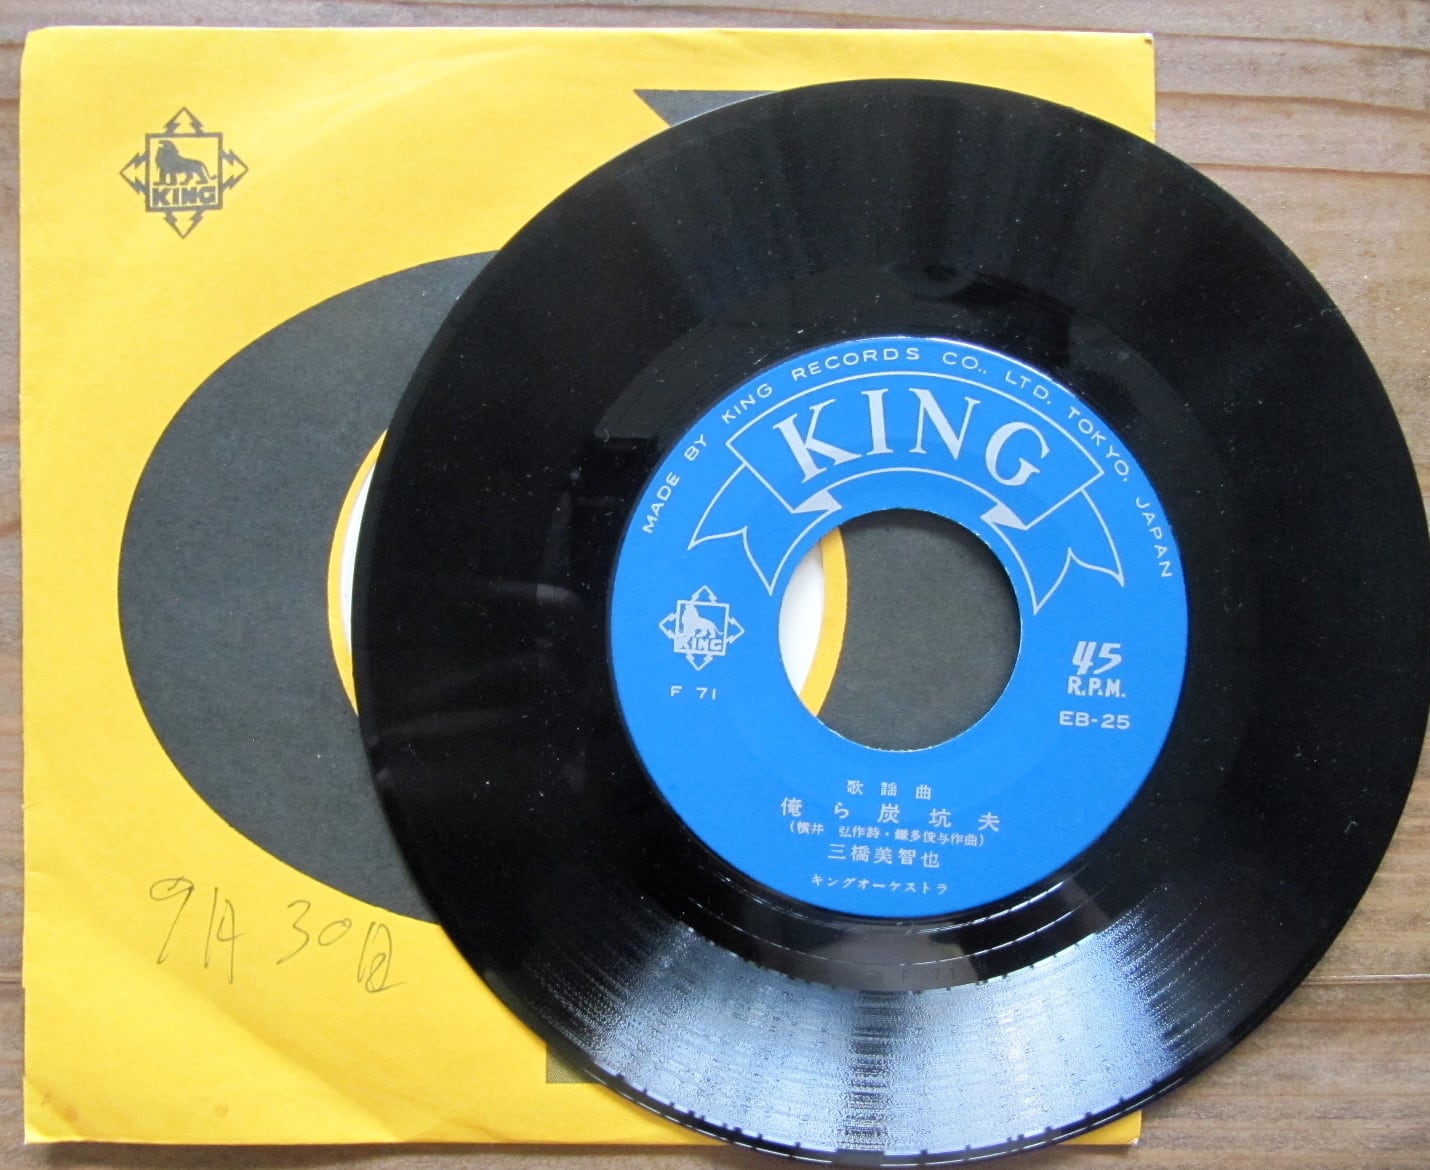 KING
MADE BY KING RECORDS CO., LTD. TOKYO, JAPAN
KING
KING
F 71
45
R.P.M.
EB-25
歌謡曲
俺ら炭坑夫
(横井 弘作詩・鎌多俊与作曲)
三橋美智也
キングオーケストラ
9月30日